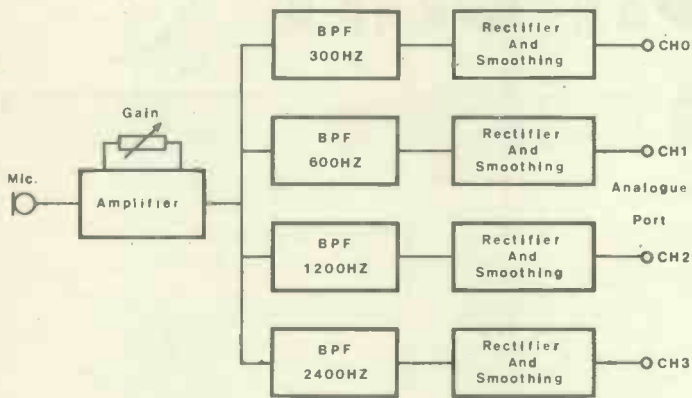 BPF
300HZ
Rectifier
And
Smoothing
CH0
Gain
Mic.
Amplifier
BPF
600HZ
Rectifier
And
Smoothing
CH1
Analogue
Port
BPF
1200HZ
Rectifier
And
Smoothing
CH2
BPF
2400HZ
Rectifier
And
Smoothing
CH3